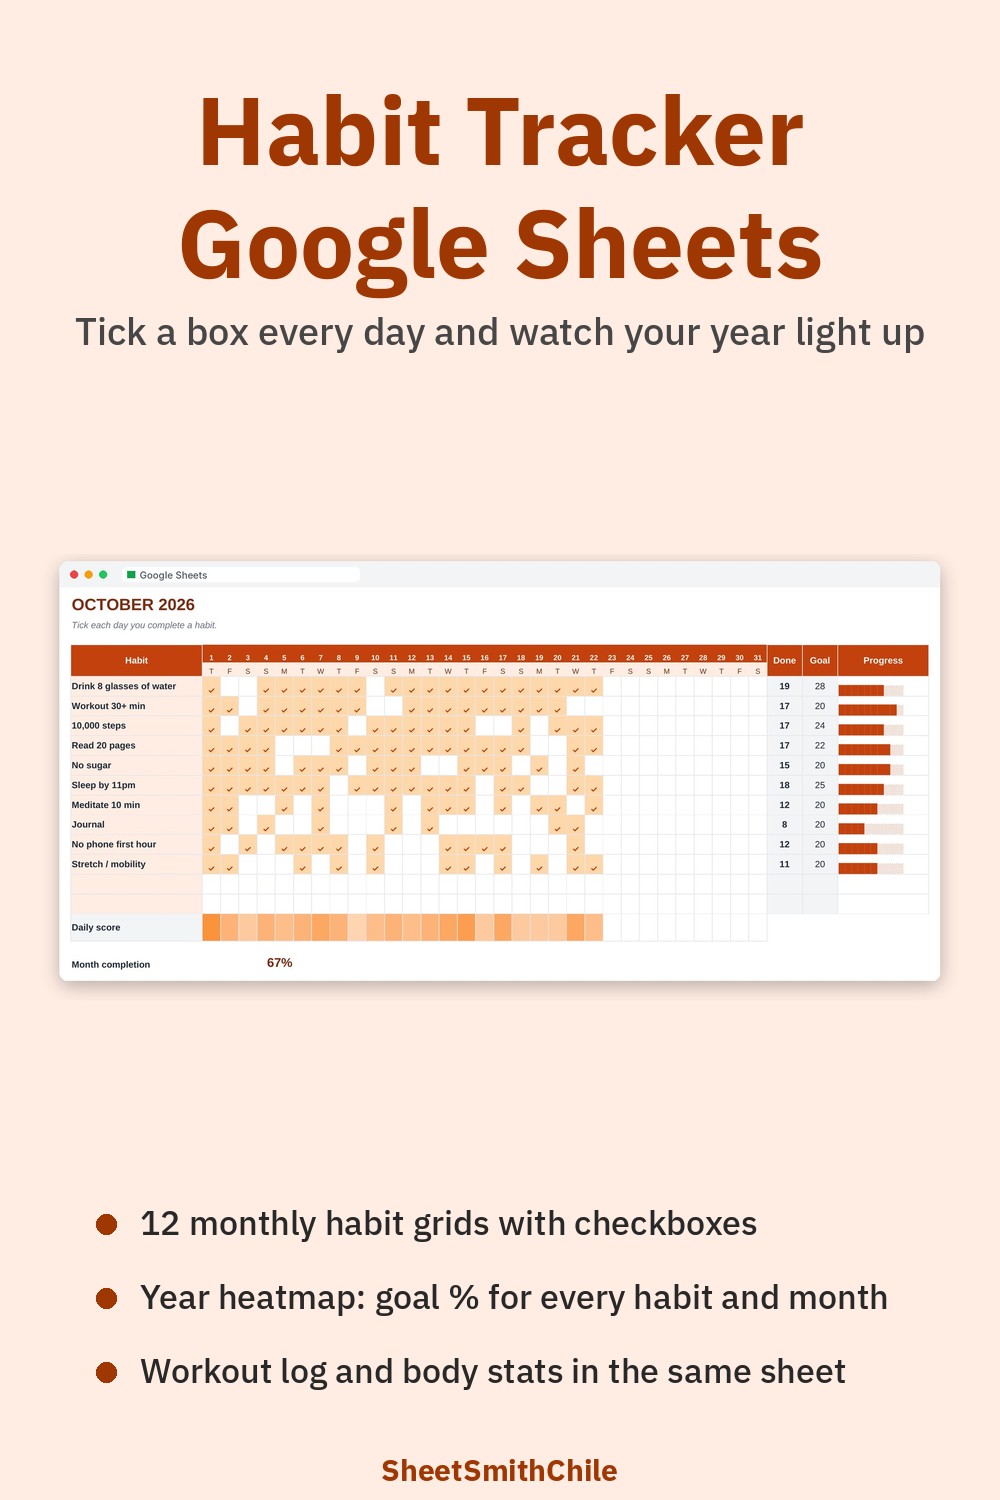 Habit Tracker
Google Sheets
Tick a box every day and watch your year light up
Google Sheets
OCTOBER 2026
Tick each day you complete a habit.
Habit 1 2 3 4 5 6 7 8 9 10 11 12 13 14 15 16 17 18 19 20 21 22 23 24 25 26 27 28 29 30 31 Done Goal Progress
T F S S M T W T F S S M T W T F S S M T W T F S S M T W T F S
Drink 8 glasses of water 19 28
Workout 30+ min 17 20
10,000 steps 17 24
Read 20 pages 17 22
No sugar 15 20
Sleep by 11pm 18 25
Meditate 10 min 12 20
Journal 8 20
No phone first hour 12 20
Stretch / mobility 11 20
Daily score
Month completion 67%
12 monthly habit grids with checkboxes
Year heatmap: goal % for every habit and month
Workout log and body stats in the same sheet
SheetSmithChile